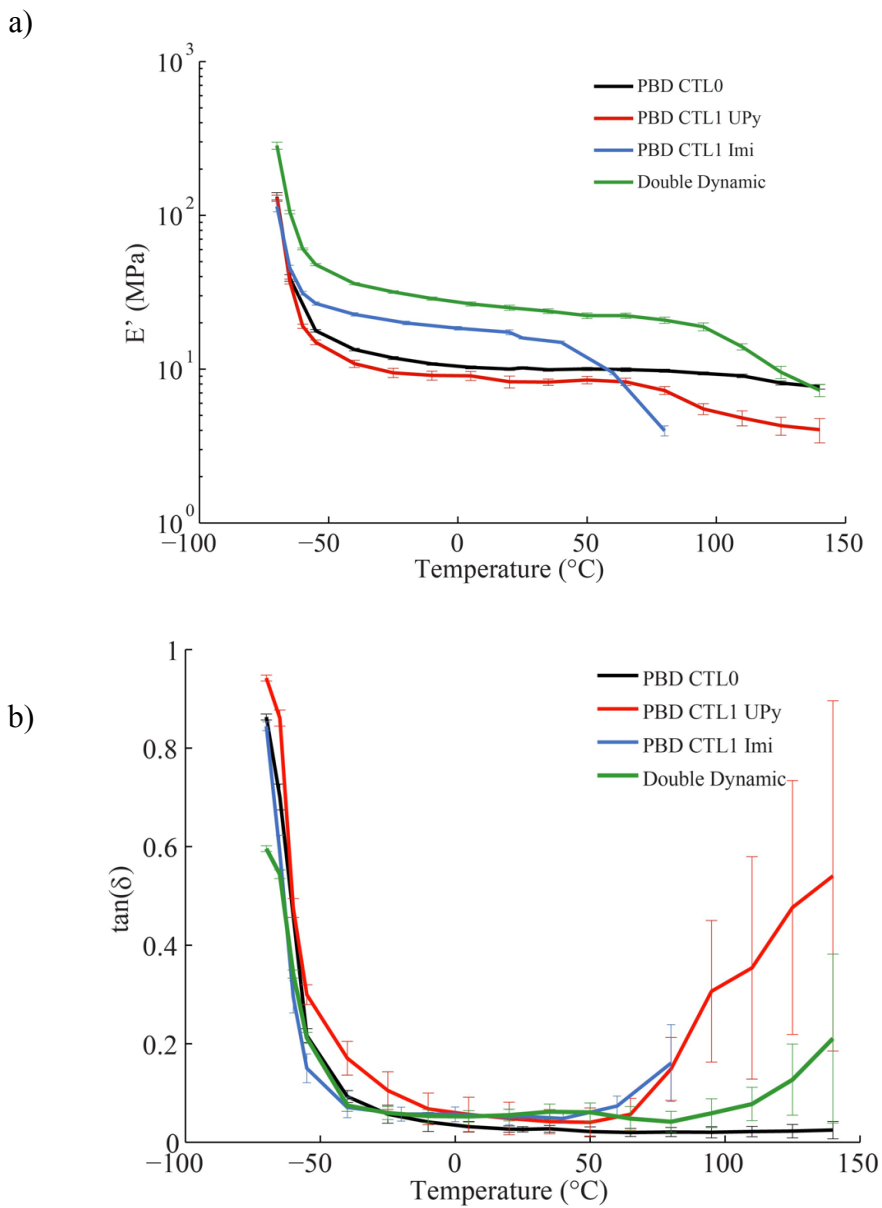 a)
10³
PBD CTL0
PBD CTL1 UPy
PBD CTL1 Imi
Double Dynamic
10²
E’ (MPa)
10¹
10⁰
−100 −50 0 50 100 150
Temperature (°C)
b)
1
PBD CTL0
PBD CTL1 UPy
PBD CTL1 Imi
Double Dynamic
0.8
0.6
tan(δ)
0.4
0.2
0
−100 −50 0 50 100 150
Temperature (°C)